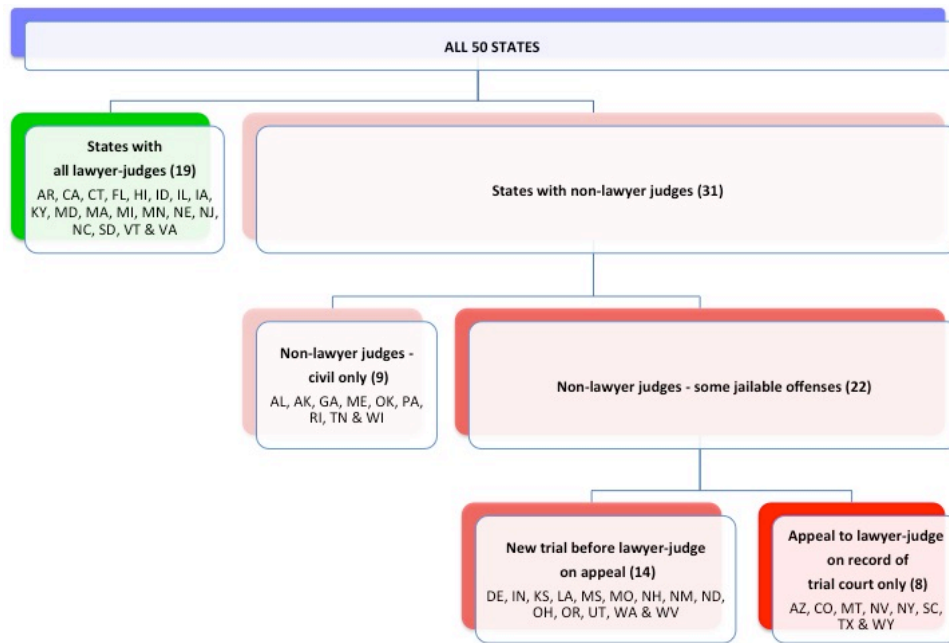 ALL 50 STATES
States with
all lawyer-judges (19)
AR, CA, CT, FL, HI, ID, IL, IA,
KY, MD, MA, MI, MN, NE, NJ,
NC, SD, VT & VA
States with non-lawyer judges (31)
Non-lawyer judges -
civil only (9)
AL, AK, GA, ME, OK, PA,
RI, TN & WI
Non-lawyer judges - some jailable offenses (22)
New trial before lawyer-judge
on appeal (14)
DE, IN, KS, LA, MS, MO, NH, NM, ND,
OH, OR, UT, WA & WV
Appeal to lawyer-judge
on record of
trial court only (8)
AZ, CO, MT, NV, NY, SC,
TX & WY